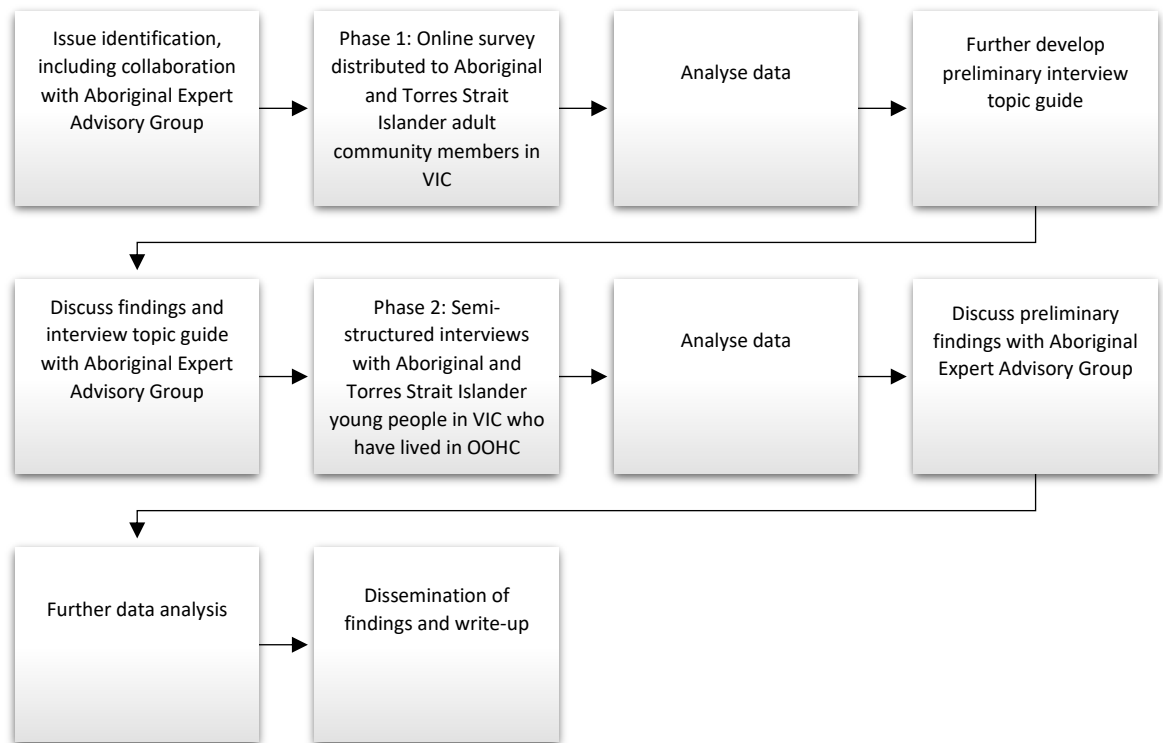 Issue identification,
including collaboration
with Aboriginal Expert
Advisory Group
Phase 1: Online survey
distributed to Aboriginal
and Torres Strait
Islander adult
community members in
VIC
Analyse data
Further develop
preliminary interview
topic guide
Discuss findings and
interview topic guide
with Aboriginal Expert
Advisory Group
Phase 2: Semi-
structured interviews
with Aboriginal and
Torres Strait Islander
young people in VIC who
have lived in OOHC
Analyse data
Discuss preliminary
findings with Aboriginal
Expert Advisory Group
Further data analysis
Dissemination of
findings and write-up